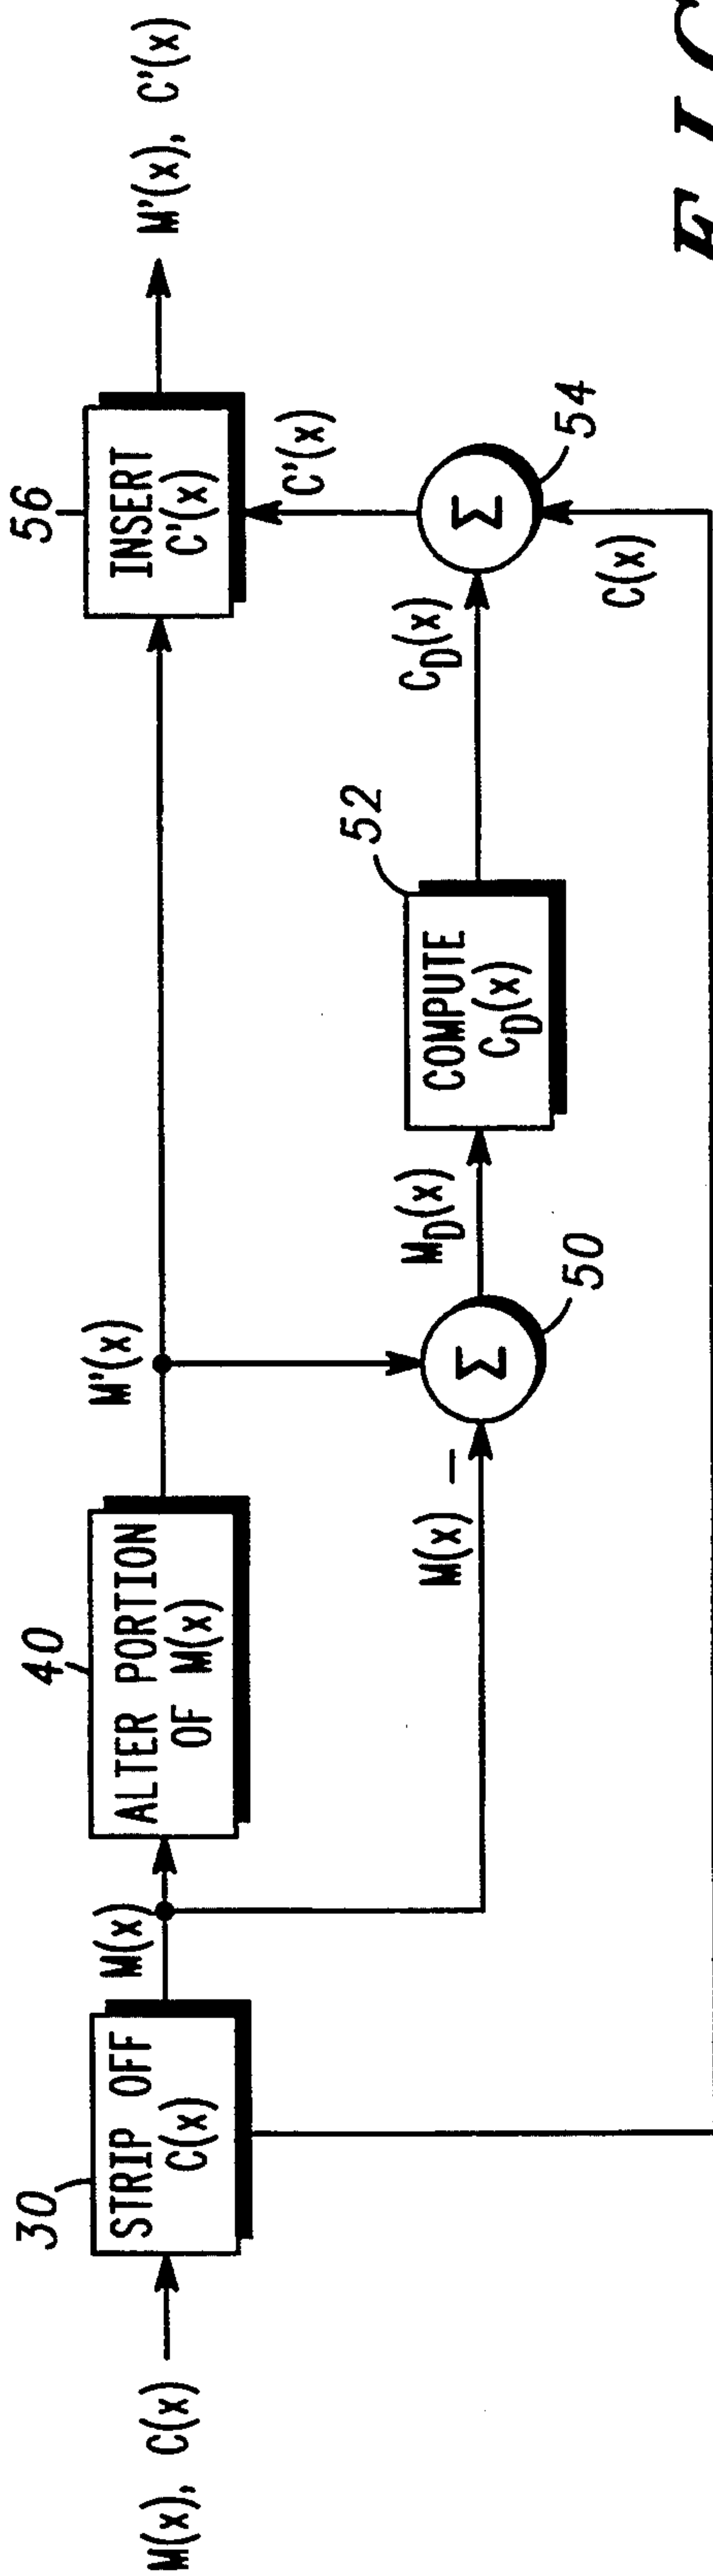 M(x), C(x)
30
STRIP OFF
C(x)
M(x)
40
ALTER PORTION
OF M(x)
M'(x)
56
INSERT
C'(x)
M'(x), C'(x)
M(x)
−
Σ
50
M_D(x)
52
COMPUTE
C_D(x)
C_D(x)
Σ
54
C'(x)
C(x)